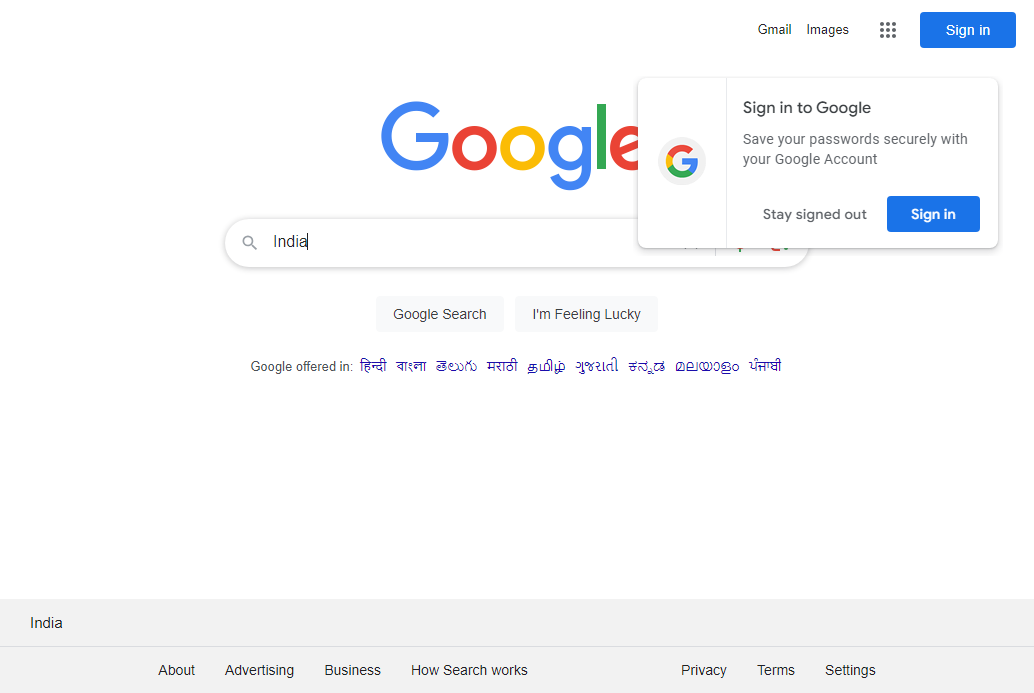 Gmail Images Sign in
Google
Sign in to Google
Save your passwords securely with
your Google Account
Stay signed out Sign in
India
Google Search I'm Feeling Lucky
Google offered in: हिन्दी বাংলা తెలుగు मराठी தமிழ் ગુજરાતી ಕನ್ನಡ മലയാളം ਪੰਜਾਬੀ
India
About Advertising Business How Search works Privacy Terms Settings